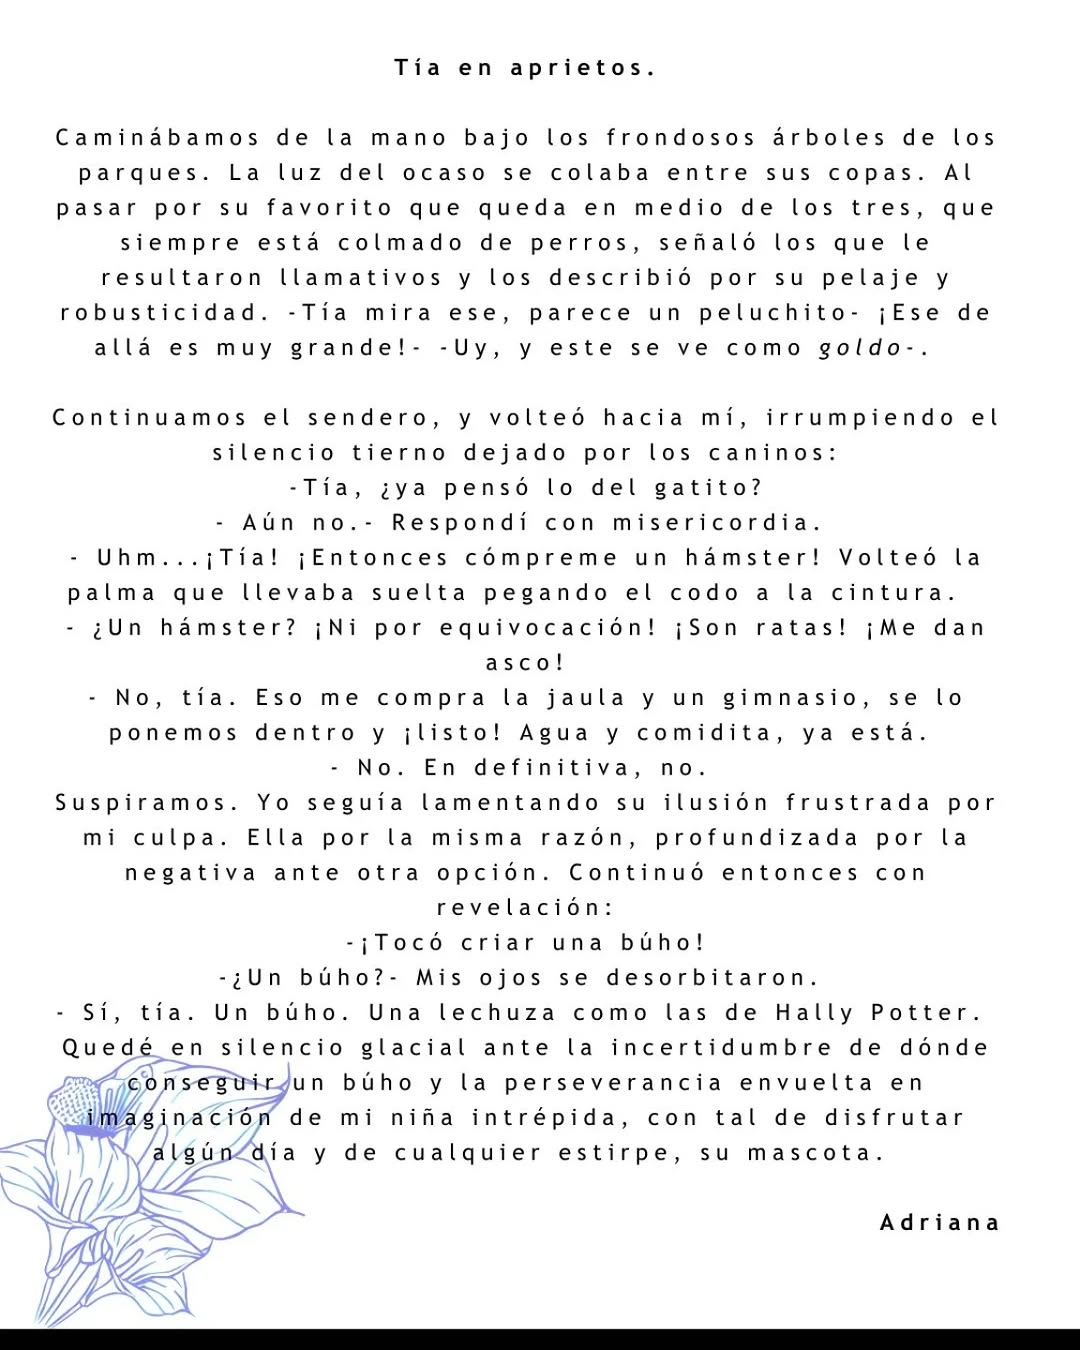 Tía en aprietos.
Caminábamos de la mano bajo los frondosos árboles de los
parques. La luz del ocaso se colaba entre sus copas. Al
pasar por su favorito que queda en medio de los tres, que
siempre está colmado de perros, señaló los que le
resultaron llamativos y los describió por su pelaje y
robusticidad. -Tía mira ese, parece un peluchito- ¡Ese de
allá es muy grande!- -Uy, y este se ve como goldo-.
Continuamos el sendero, y volteó hacia mí, irrumpiendo el
silencio tierno dejado por los caninos:
-Tía, ¿ya pensó lo del gatito?
- Aún no.- Respondí con misericordia.
- Uhm...¡Tía! ¡Entonces cómpreme un hámster! Volteó la
palma que llevaba suelta pegando el codo a la cintura.
- ¿Un hámster? ¡Ni por equivocación! ¡Son ratas! ¡Me dan
asco!
- No, tía. Eso me compra la jaula y un gimnasio, se lo
ponemos dentro y ¡listo! Agua y comidita, ya está.
- No. En definitiva, no.
Suspiramos. Yo seguía lamentando su ilusión frustrada por
mi culpa. Ella por la misma razón, profundizada por la
negativa ante otra opción. Continuó entonces con
revelación:
-¡Tocó criar una búho!
-¿Un búho?- Mis ojos se desorbitaron.
- Sí, tía. Un búho. Una lechuza como las de Hally Potter.
Quedé en silencio glacial ante la incertidumbre de dónde
conseguir un búho y la perseverancia envuelta en
imaginación de mi niña intrépida, con tal de disfrutar
algún día y de cualquier estirpe, su mascota.
Adriana